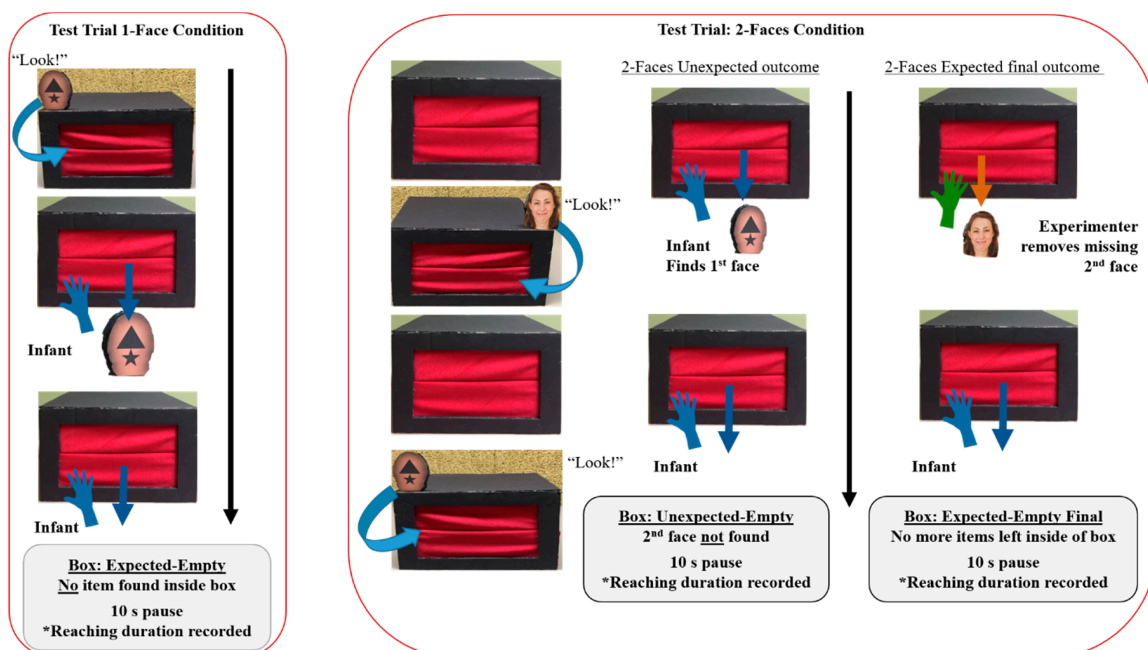 Test Trial 1-Face Condition
“Look!”
Infant
Infant
Box: Expected-Empty
No item found inside box
10 s pause
*Reaching duration recorded
Test Trial: 2-Faces Condition
“Look!”
“Look!”
2-Faces Unexpected outcome
Infant
Finds 1st face
Infant
Box: Unexpected-Empty
2nd face not found
10 s pause
*Reaching duration recorded
2-Faces Expected final outcome
Experimenter
removes missing
2nd face
Infant
Box: Expected-Empty Final
No more items left inside of box
10 s pause
*Reaching duration recorded